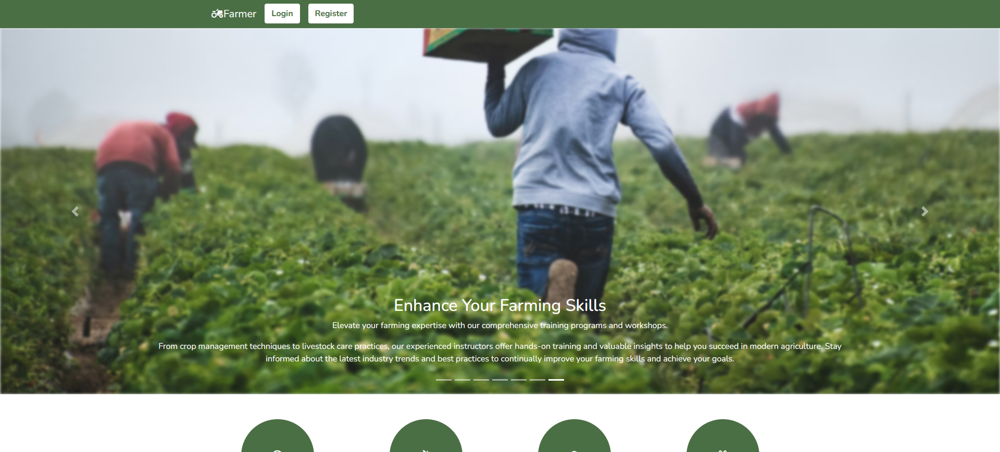 Farmer Login Register
Enhance Your Farming Skills
Elevate your farming expertise with our comprehensive training programs and workshops.
From crop management techniques to livestock care practices, our experienced instructors offer hands-on training and valuable insights to help you succeed in modern agriculture. Stay
informed about the latest industry trends and best practices to continually improve your farming skills and achieve your goals.